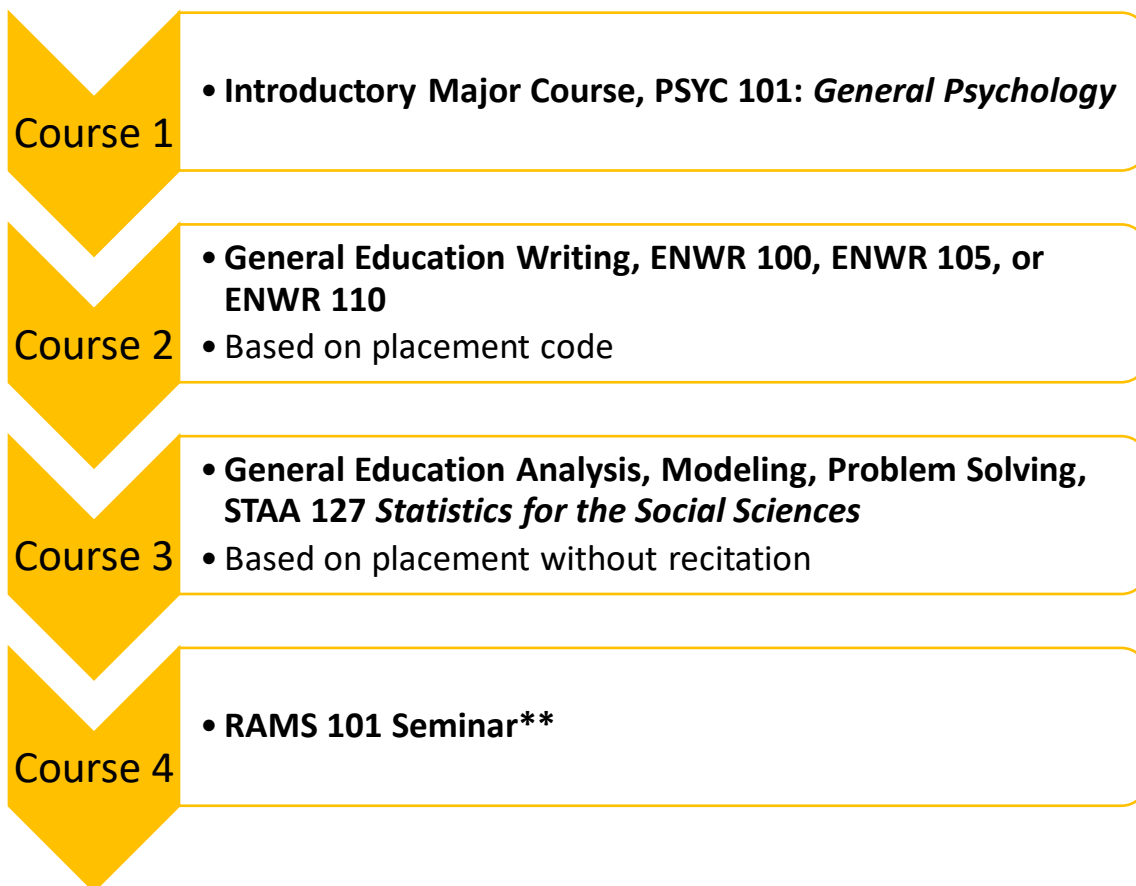 Course 1
• Introductory Major Course, PSYC 101: General Psychology
Course 2
• General Education Writing, ENWR 100, ENWR 105, or
ENWR 110
• Based on placement code
Course 3
• General Education Analysis, Modeling, Problem Solving,
STAA 127 Statistics for the Social Sciences
• Based on placement without recitation
Course 4
• RAMS 101 Seminar**